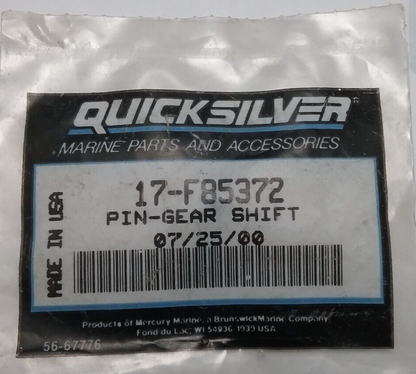 QUICKSILVER
MARINE PARTS AND ACCESSORIES
17-F85372
PIN-GEAR SHIFT
07/25/00
MADE IN USA
Products of Mercury Marine, a Brunswick Marine Company
Fond du Lac, WI 54936-1939 USA
56-67776